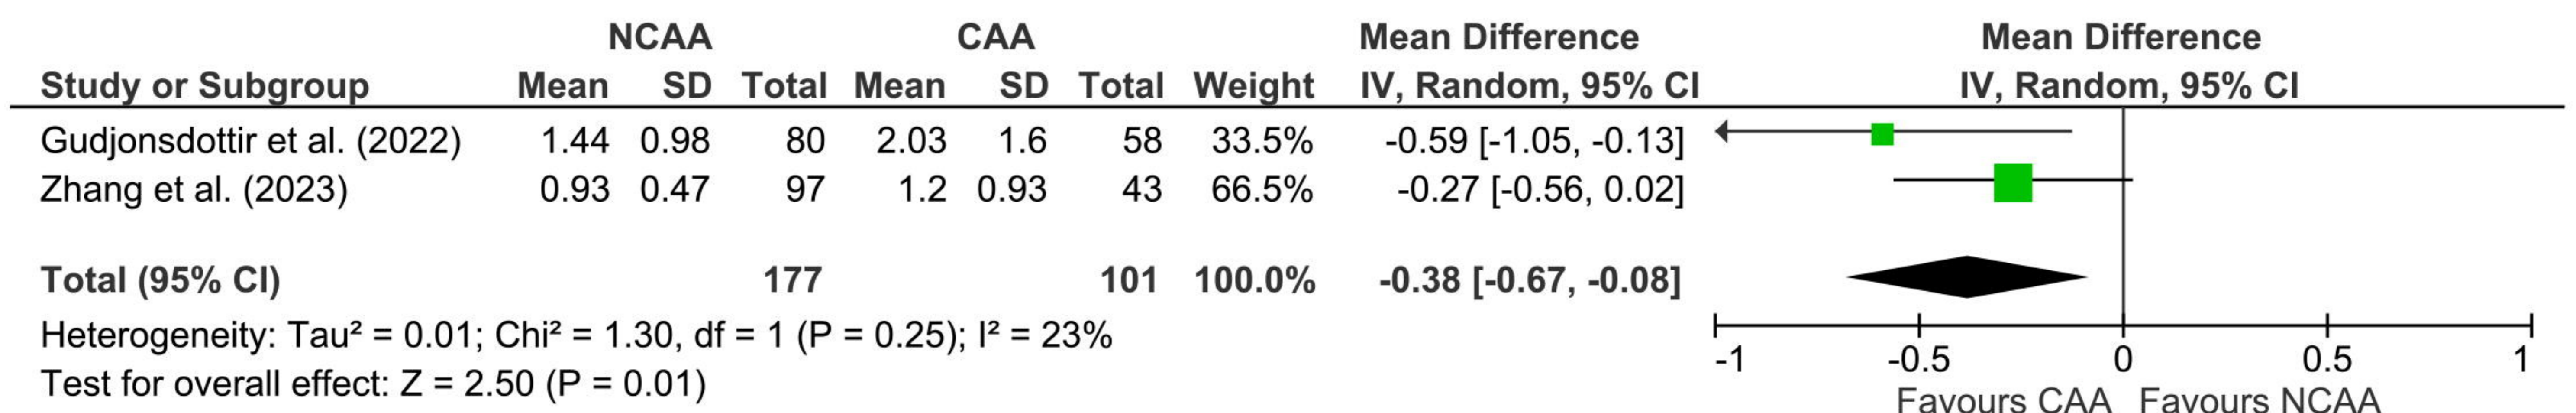 NCAA CAA Mean Difference Mean Difference
Study or Subgroup Mean SD Total Mean SD Total Weight IV, Random, 95% CI IV, Random, 95% CI
Gudjonsdottir et al. (2022) 1.44 0.98 80 2.03 1.6 58 33.5% -0.59 [-1.05, -0.13]
Zhang et al. (2023) 0.93 0.47 97 1.2 0.93 43 66.5% -0.27 [-0.56, 0.02]
Total (95% CI) 177 101 100.0% -0.38 [-0.67, -0.08]
Heterogeneity: Tau² = 0.01; Chi² = 1.30, df = 1 (P = 0.25); I² = 23%
Test for overall effect: Z = 2.50 (P = 0.01)
-1 -0.5 0 0.5 1
Favours CAA Favours NCAA